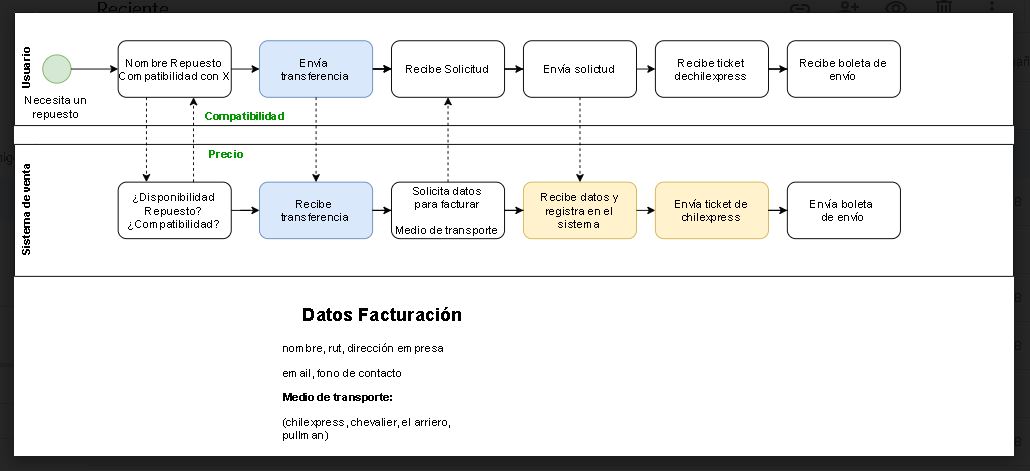 Reciente
Usuario
Necesita un
repuesto
Nombre Repuesto
Compatibilidad con X
Envía
transferencia
Recibe Solicitud
Envía solictud
Recibe ticket
dechilexpress
Recibe boleta de
envío
Compatibilidad
Precio
Sistema de venta
¿Disponibilidad
Repuesto?
¿Compatibilidad?
Recibe
transferencia
Solicita datos
para facturar
Medio de transporte
Recibe datos y
registra en el
sistema
Envía ticket de
chilexpress
Envía boleta
de envío
Datos Facturación
nombre, rut, dirección empresa
email, fono de contacto
Medio de transporte:
(chilexpress, chevalier, el arriero,
pullman)